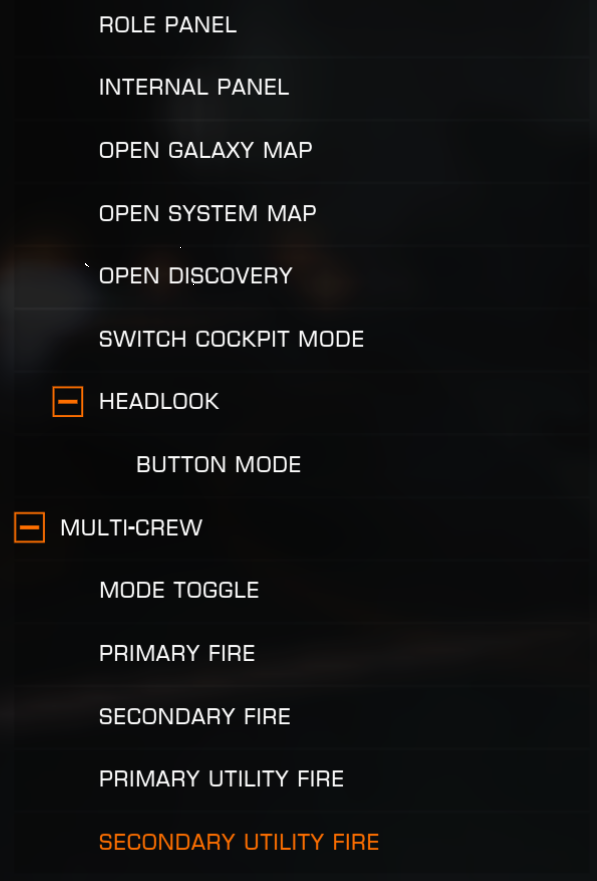 ROLE PANEL
INTERNAL PANEL
OPEN GALAXY MAP
OPEN SYSTEM MAP
OPEN DISCOVERY
SWITCH COCKPIT MODE
HEADLOOK
BUTTON MODE
MULTI-CREW
MODE TOGGLE
PRIMARY FIRE
SECONDARY FIRE
PRIMARY UTILITY FIRE
SECONDARY UTILITY FIRE